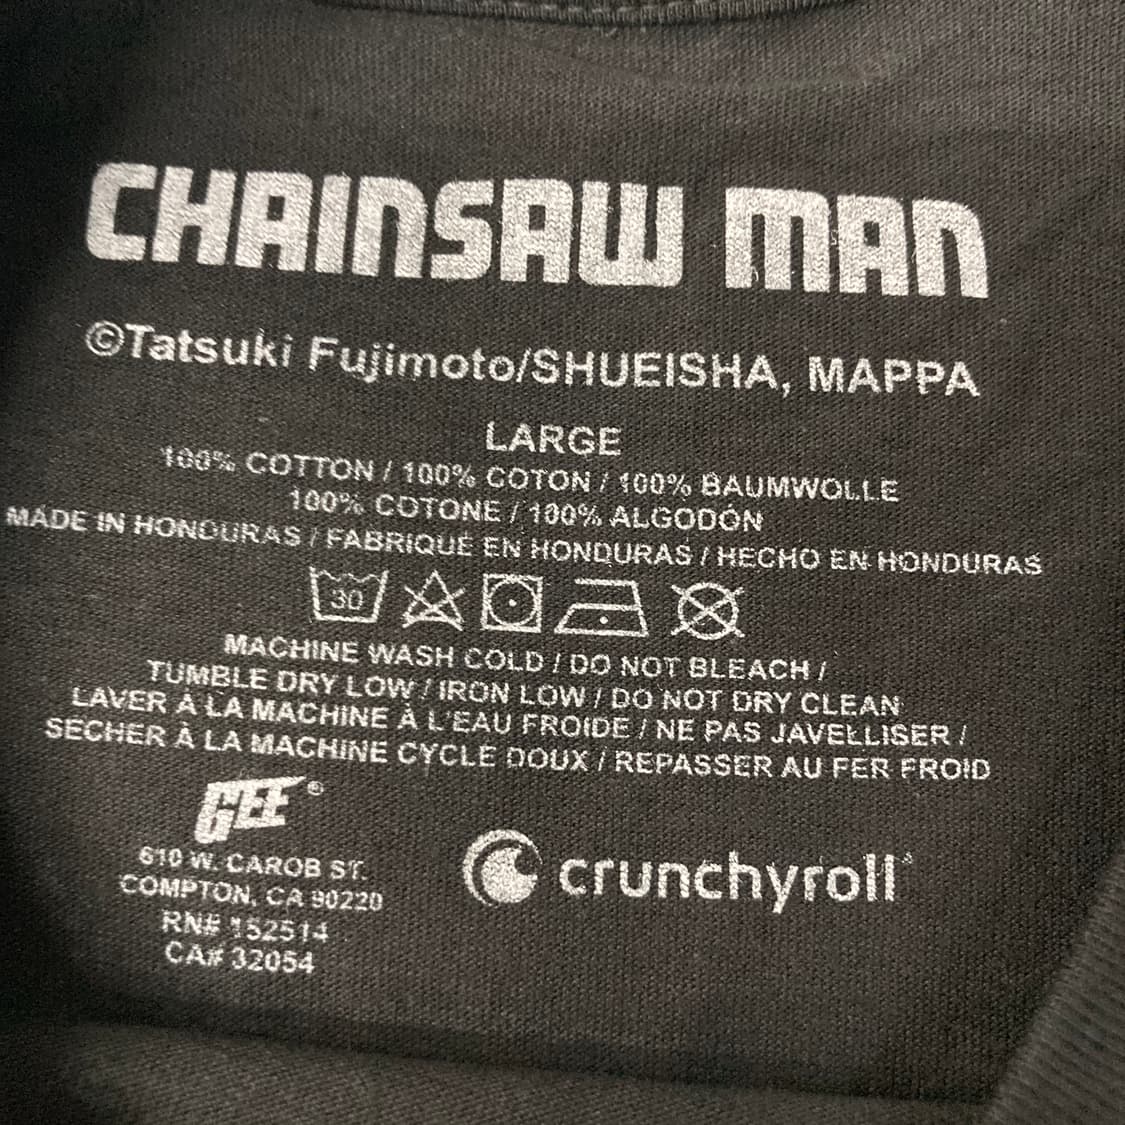 CHAINSAW MAN
©Tatsuki Fujimoto/SHUEISHA, MAPPA
LARGE
100% COTTON / 100% COTON / 100% BAUMWOLLE
100% COTONE / 100% ALGODÓN
MADE IN HONDURAS / FABRIQUÉ EN HONDURAS / HECHO EN HONDURAS
30
MACHINE WASH COLD / DO NOT BLEACH /
TUMBLE DRY LOW / IRON LOW / DO NOT DRY CLEAN
LAVER À LA MACHINE À L'EAU FROIDE / NE PAS JAVELLISER /
SÉCHER À LA MACHINE CYCLE DOUX / REPASSER AU FER FROID
GEE®
610 W. CAROB ST.
COMPTON, CA 90220
RN# 152514
CA# 32054
crunchyroll